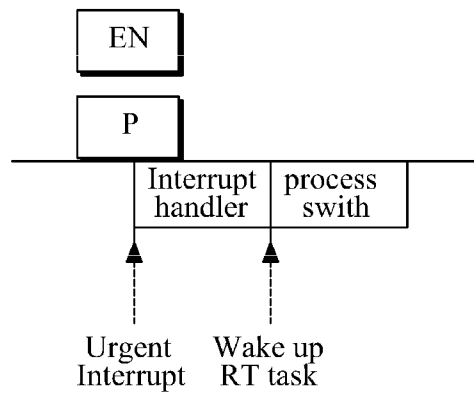 EN
P
Interrupt
handler
process
swith
Urgent
Interrupt
Wake up
RT task